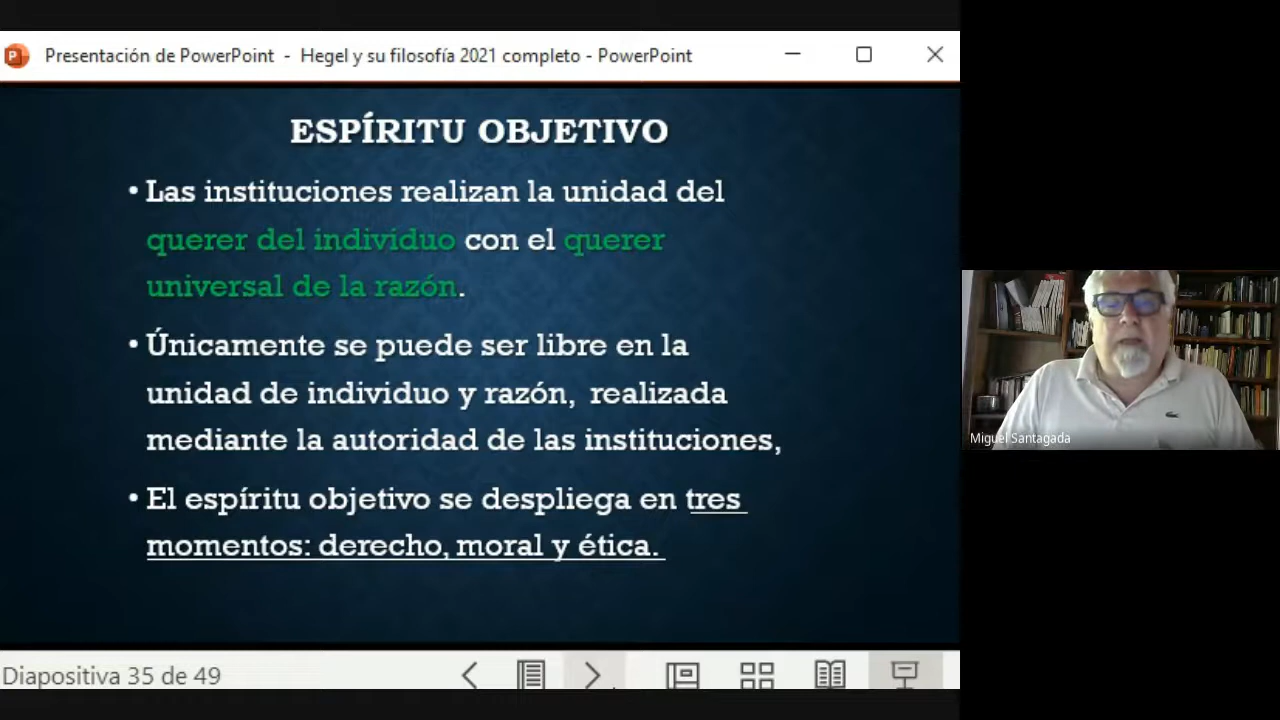 Presentación de PowerPoint - Hegel y su filosofía 2021 completo - PowerPoint
ESPÍRITU OBJETIVO
• Las instituciones realizan la unidad del
querer del individuo con el querer
universal de la razón.
• Únicamente se puede ser libre en la
unidad de individuo y razón, realizada
mediante la autoridad de las instituciones,
• El espíritu objetivo se despliega en tres
momentos: derecho, moral y ética.
Miguel Santagada
Diapositiva 35 de 49